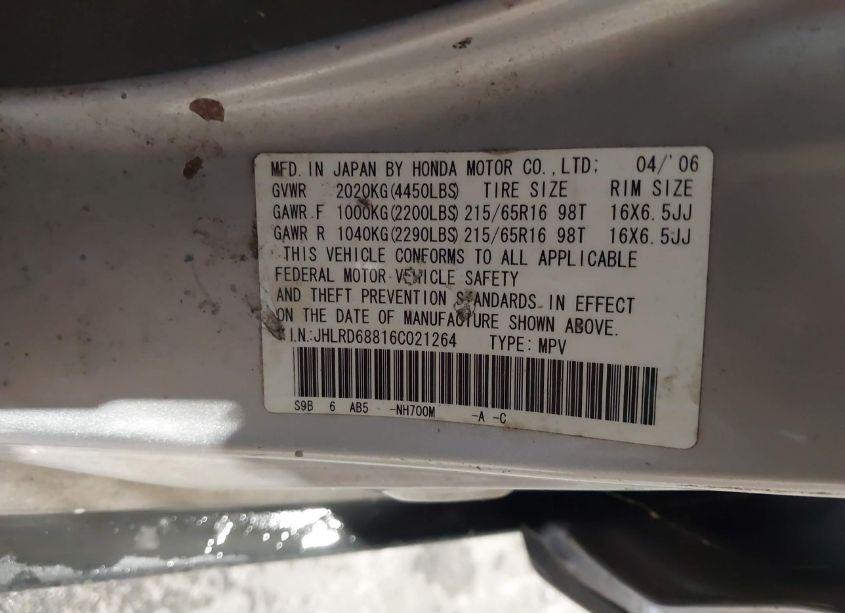 MFD. IN JAPAN BY HONDA MOTOR CO., LTD; 04/'06
GVWR 2020KG(4450LBS) TIRE SIZE RIM SIZE
GAWR F 1000KG(2200LBS) 215/65R16 98T 16X6.5JJ
GAWR R 1040KG(2290LBS) 215/65R16 98T 16X6.5JJ
THIS VEHICLE CONFORMS TO ALL APPLICABLE
FEDERAL MOTOR VEHICLE SAFETY
AND THEFT PREVENTION STANDARDS IN EFFECT
ON THE DATE OF MANUFACTURE SHOWN ABOVE.
I.N.:JHLRD68816C021264 TYPE: MPV
S9B 6 AB5 -NH700M -A -C